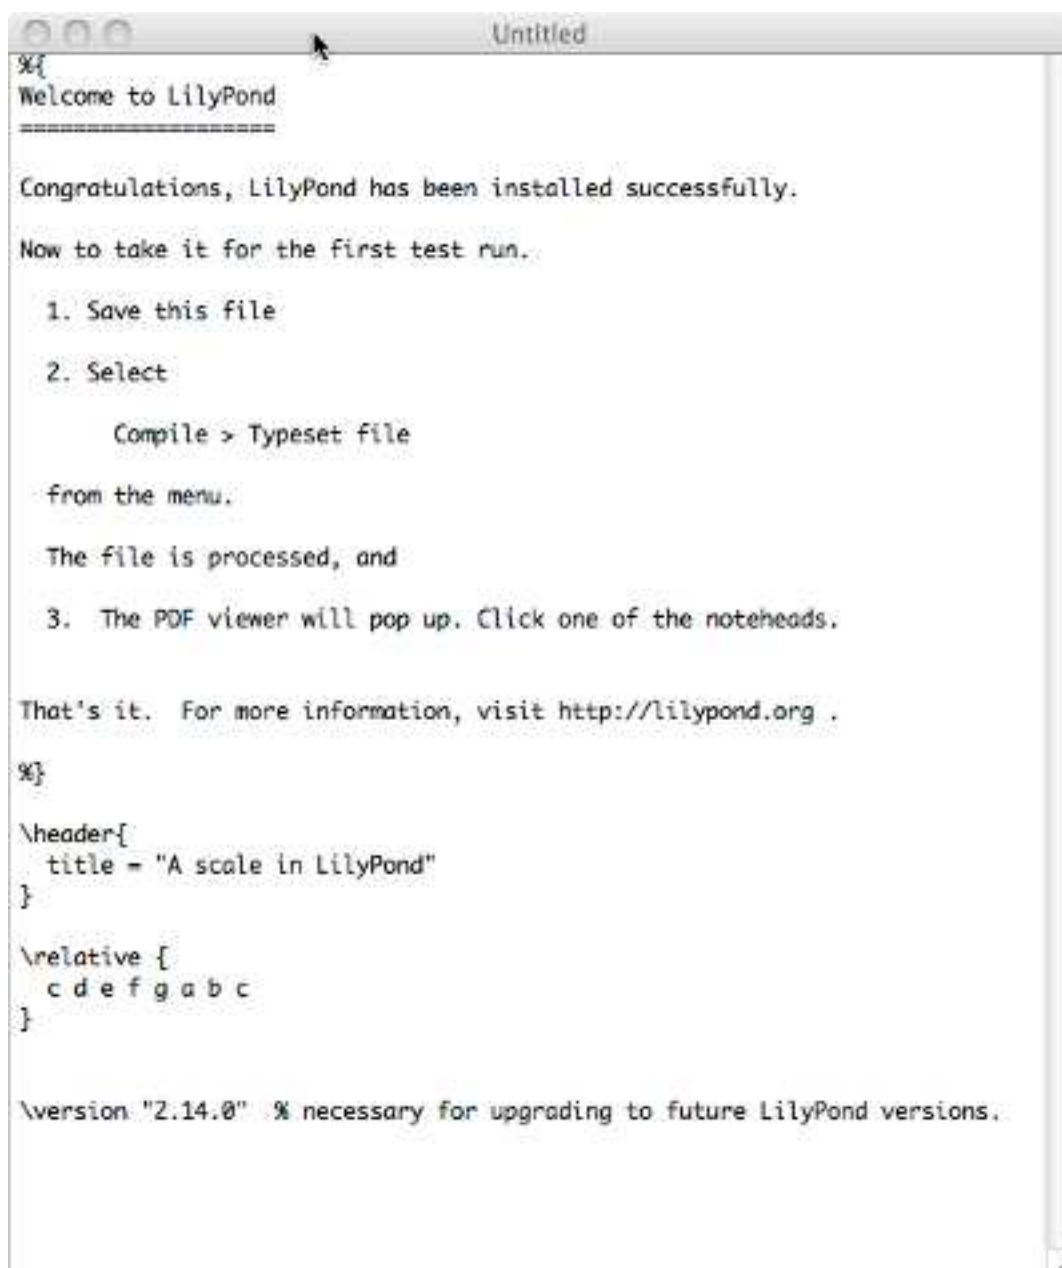 Untitled
%{
Welcome to LilyPond
===================
Congratulations, LilyPond has been installed successfully.
Now to take it for the first test run.
1. Save this file
2. Select
Compile > Typeset file
from the menu.
The file is processed, and
3.  The PDF viewer will pop up. Click one of the noteheads.
That's it.  For more information, visit http://lilypond.org .
%}
\header{
title = "A scale in LilyPond"
}
\relative {
c d e f g a b c
}
\version "2.14.0"  % necessary for upgrading to future LilyPond versions.